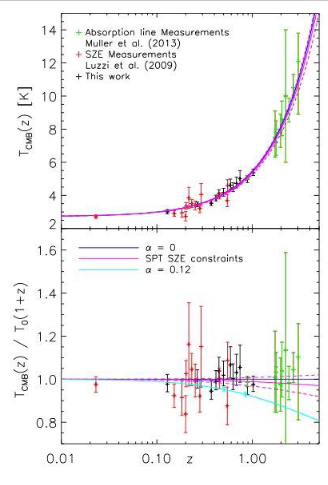 14
12
10
8
6
4
2
T_CMB(z) [K]
Absorption line Measurements
Muller et al. (2013)
SZE Measurements
Luzzi et al. (2009)
This work
1.6
1.4
1.2
1.0
0.8
T_CMB(z) / T_0(1+z)
α = 0
SPT SZE constraints
α = 0.12
0.01 0.10 z 1.00